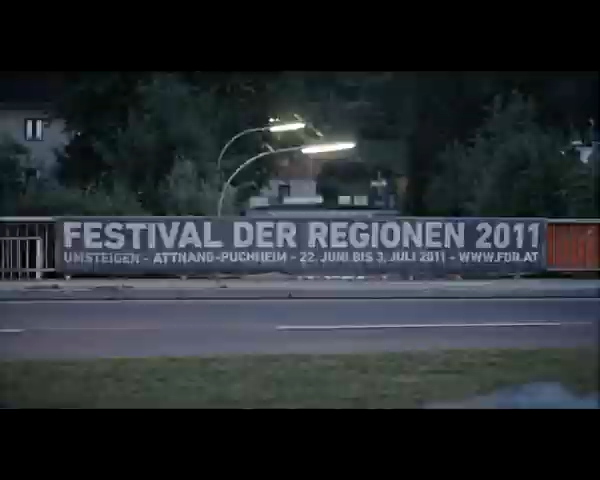 FESTIVAL DER REGIONEN 2011
UMSTEIGEN - ATTNANG-PUCHHEIM - 22. JUNI BIS 3. JULI 2011 - WWW.FDR.AT